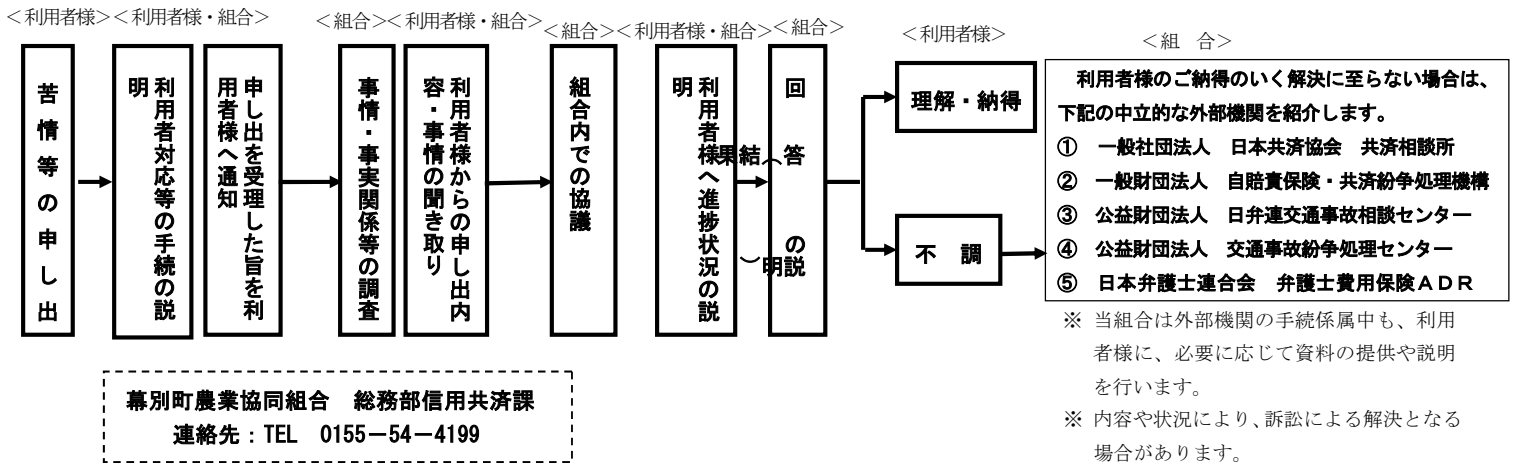 ＜利用者様＞
＜利用者様・組合＞
＜組合＞
＜利用者様・組合＞
＜組合＞
＜利用者様・組合＞
＜組合＞
＜利用者様＞
＜組　合＞
苦情等の申し出
利用者対応等の手続の説
明
申し出を受理した旨を利
用者様へ通知
事情・事実関係等の調査
利用者様からの申し出内
容・事情の聞き取り
組合内での協議
利用者様へ進捗状況の説
明
回　答　の
（結果説明）
理解・納得
不　調
利用者様のご納得のいく解決に至らない場合は、
下記の中立的な外部機関を紹介します。
①　一般社団法人　日本共済協会　共済相談所
②　一般財団法人　自賠責保険・共済紛争処理機構
③　公益財団法人　日弁連交通事故相談センター
④　公益財団法人　交通事故紛争処理センター
⑤　日本弁護士連合会　弁護士費用保険ＡＤＲ
※ 当組合は外部機関の手続係属中も、利用
者様に、必要に応じて資料の提供や説明
を行います。
※ 内容や状況により、訴訟による解決となる
場合があります。
幕別町農業協同組合　総務部信用共済課
連絡先：TEL　0155－54－4199